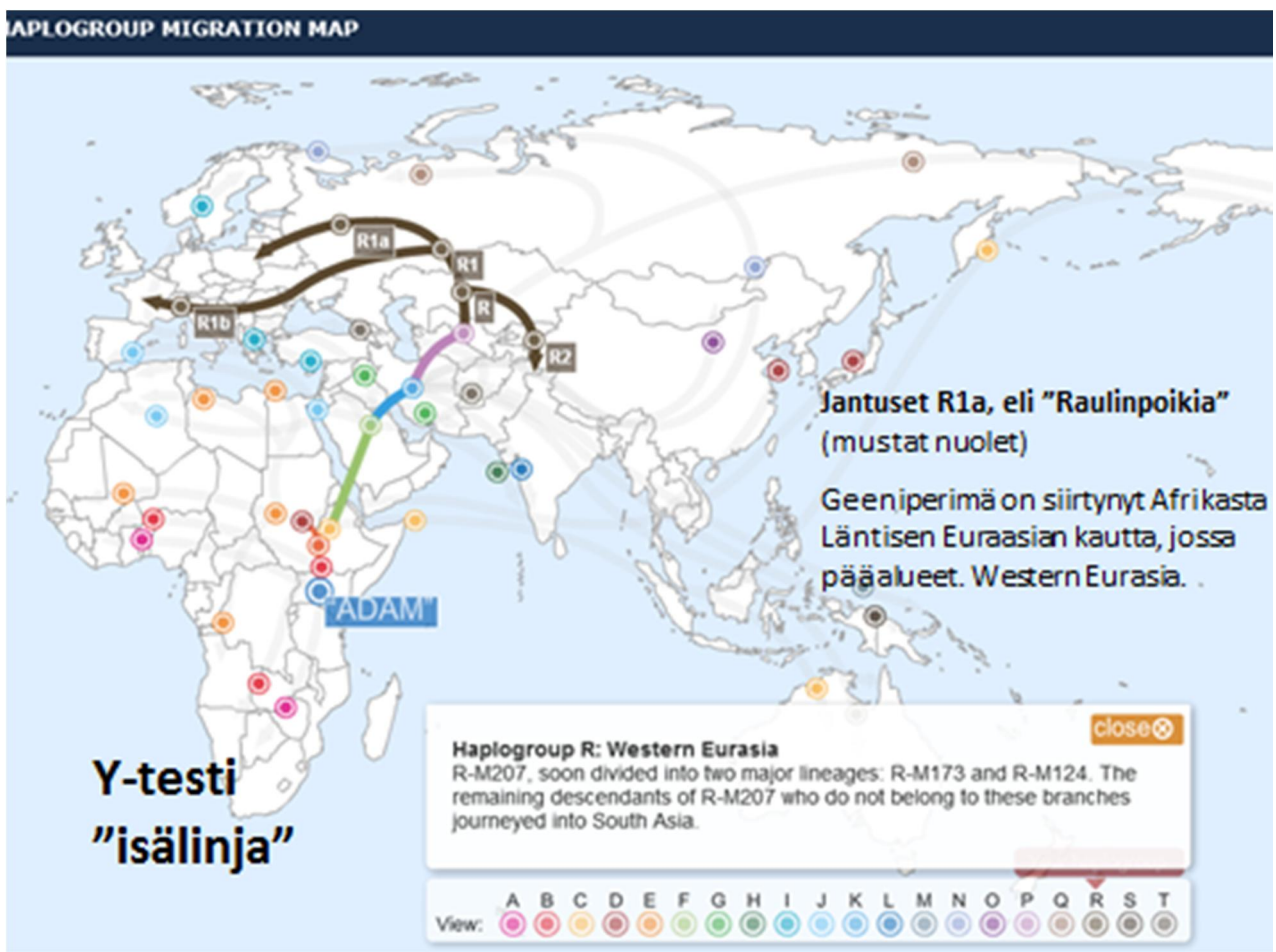 HAPLOGROUP MIGRATION MAP
R1a
R1
R
R1b
R2
Jantuset R1a, eli ”Raulinpoikia”
(mustat nuolet)
Geeniperimä on siirtynyt Afrikasta
Läntisen Euraasian kautta, jossa
pääalueet. Western Eurasia.
"ADAM"
close
Haplogroup R: Western Eurasia
R-M207, soon divided into two major lineages: R-M173 and R-M124. The
remaining descendants of R-M207 who do not belong to these branches
journeyed into South Asia.
Y-testi
”isälinja”
A B C D E F G H I J K L M N O P Q R S T
View: